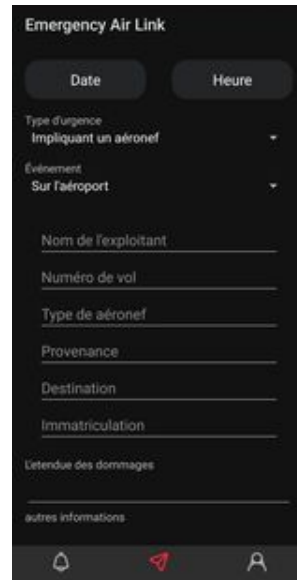 Emergency Air Link
Date Heure
Type d'urgence
Impliquant un aéronef
Événement
Sur l'aéroport
Nom de l'exploitant
Numéro de vol
Type de aéronef
Provenance
Destination
Immatriculation
L'etendue des dommages
autres informations